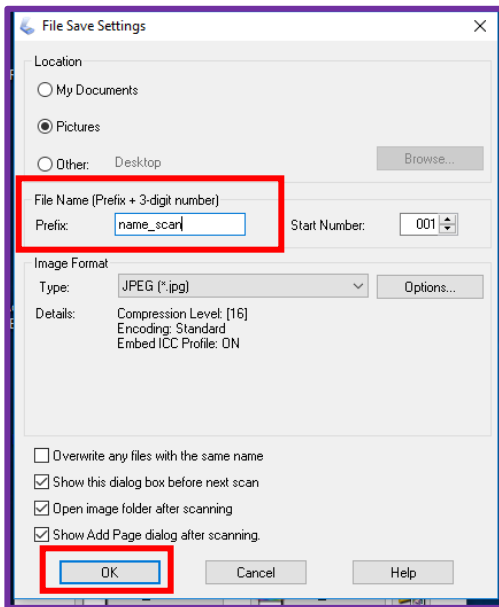 File Save Settings
Location
My Documents
Pictures
Other: Desktop Browse...
File Name (Prefix + 3-digit number)
Prefix: name_scan Start Number: 001
Image Format
Type: JPEG (*.jpg) Options...
Details: Compression Level: [16]
Encoding: Standard
Embed ICC Profile: ON
Overwrite any files with the same name
Show this dialog box before next scan
Open image folder after scanning
Show Add Page dialog after scanning.
OK Cancel Help